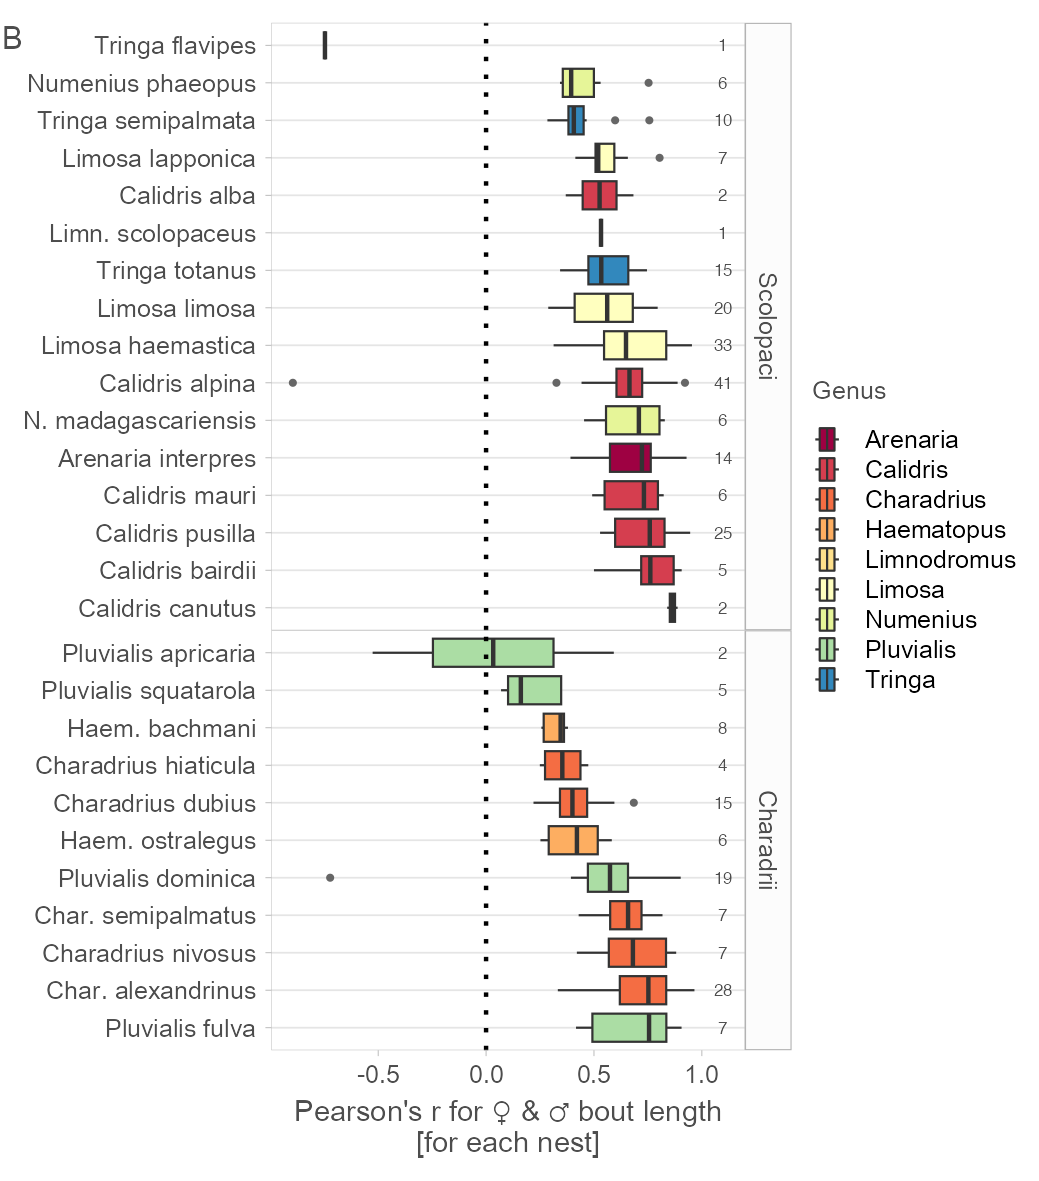 B
Tringa flavipes 1
Numenius phaeopus 6
Tringa semipalmata 10
Limosa lapponica 7
Calidris alba 2
Limn. scolopaceus 1
Tringa totanus 15
Limosa limosa 20
Limosa haemastica 33
Calidris alpina 41
N. madagascariensis 6
Arenaria interpres 14
Calidris mauri 6
Calidris pusilla 25
Calidris bairdii 5
Calidris canutus 2
Scolopaci
Pluvialis apricaria 2
Pluvialis squatarola 5
Haem. bachmani 8
Charadrius hiaticula 4
Charadrius dubius 15
Haem. ostralegus 6
Pluvialis dominica 19
Char. semipalmatus 7
Charadrius nivosus 7
Char. alexandrinus 28
Pluvialis fulva 7
Charadrii
-0.5 0.0 0.5 1.0
Pearson's r for ♀ & ♂ bout length
[for each nest]
Genus
Arenaria
Calidris
Charadrius
Haematopus
Limnodromus
Limosa
Numenius
Pluvialis
Tringa